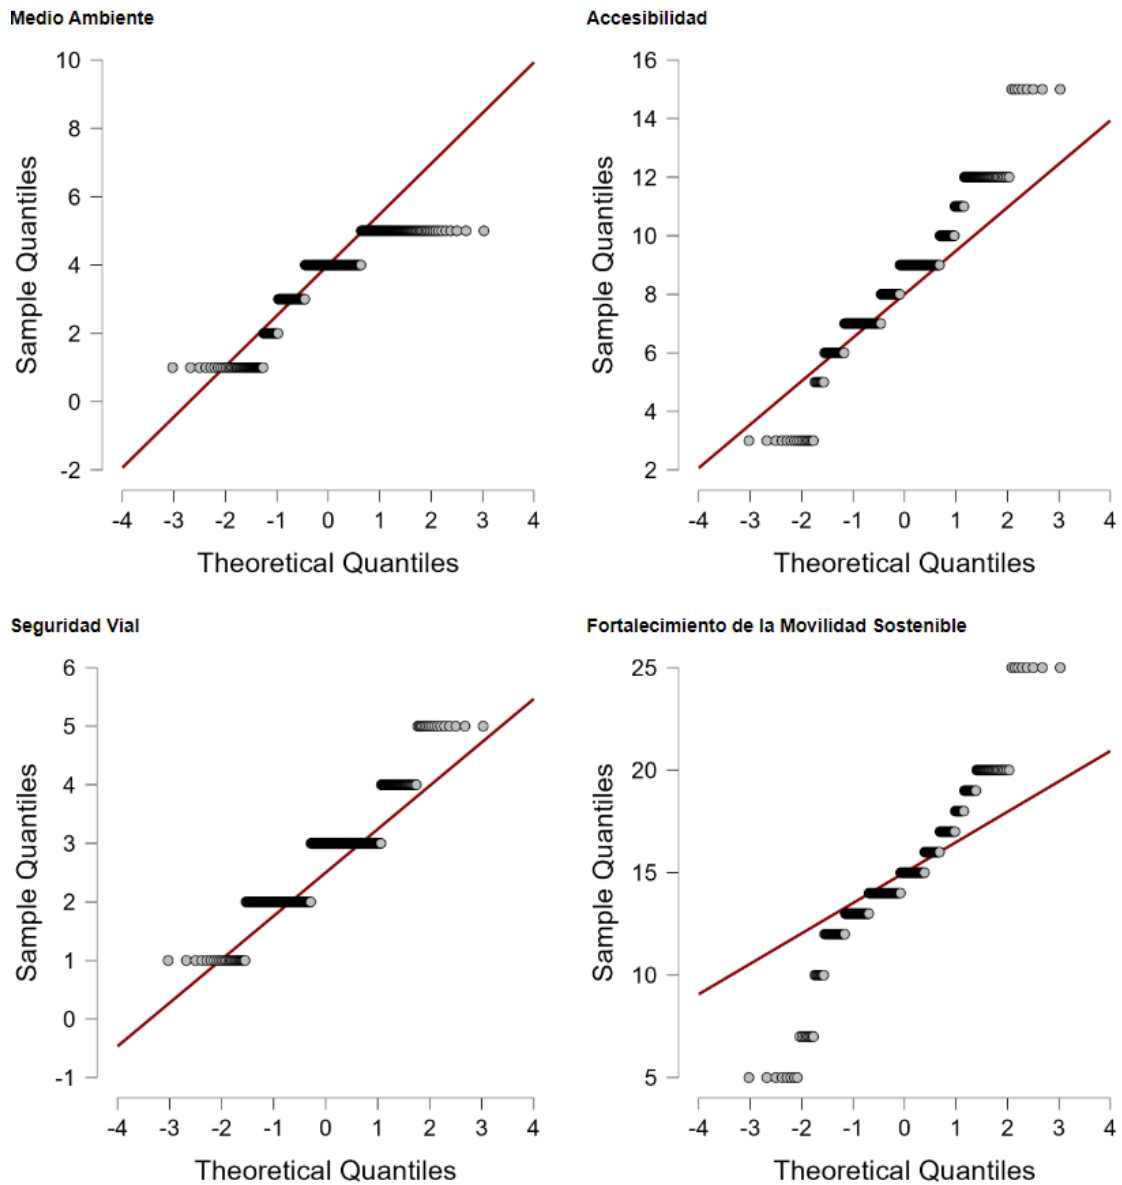 Medio Ambiente
10
8
6
4
2
0
-2
Sample Quantiles
-4 -3 -2 -1 0 1 2 3 4
Theoretical Quantiles
Accesibilidad
16
14
12
10
8
6
4
2
Sample Quantiles
-4 -3 -2 -1 0 1 2 3 4
Theoretical Quantiles
Seguridad Vial
6
5
4
3
2
1
0
-1
Sample Quantiles
-4 -3 -2 -1 0 1 2 3 4
Theoretical Quantiles
Fortalecimiento de la Movilidad Sostenible
25
20
15
10
5
Sample Quantiles
-4 -3 -2 -1 0 1 2 3 4
Theoretical Quantiles